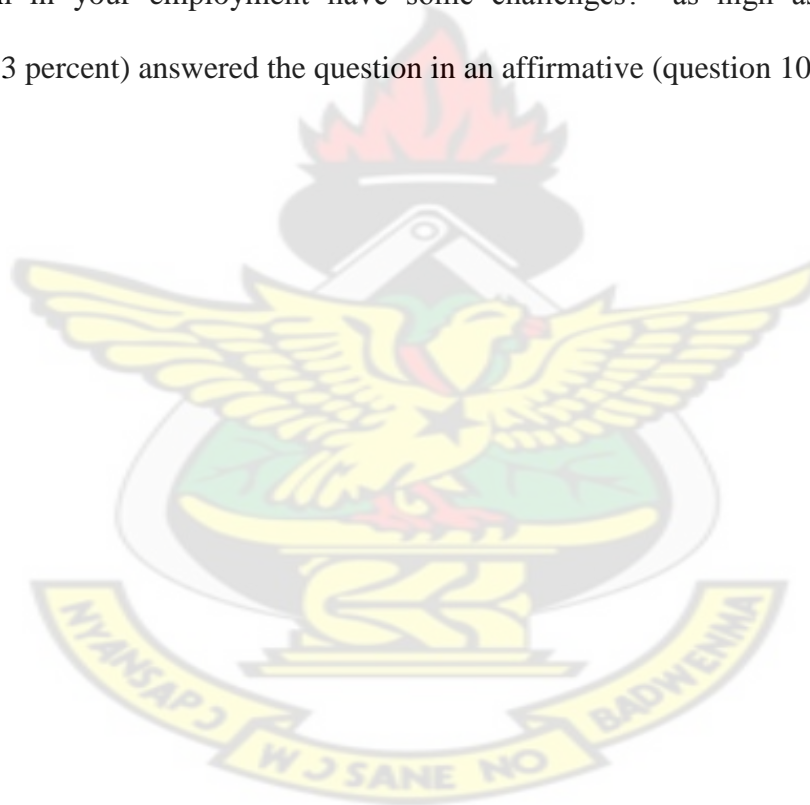 in your employment have some challenges? as high as
3 percent) answered the question in an affirmative (question 10
NYANSAPƆ
WƆ SANE NO
BADWENMA